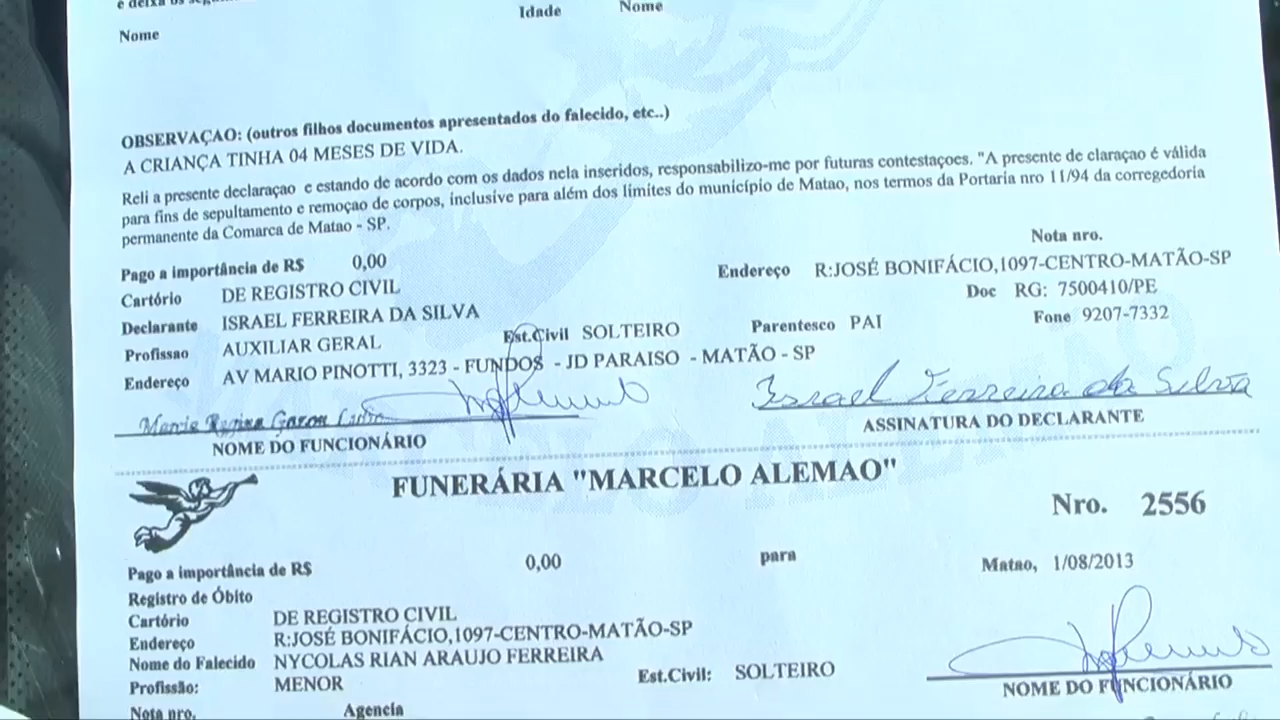 e deixa os
Idade Nome
Nome
OBSERVAÇAO: (outros filhos documentos apresentados do falecido, etc..)
A CRIANÇA TINHA 04 MESES DE VIDA.
Reli a presente declaraçao e estando de acordo com os dados nela inseridos, responsabilizo-me por futuras contestaçoes. "A presente de claraçao é válida
para fins de sepultamento e remoçao de corpos, inclusive para além dos límites do município de Matao, nos termos da Portaria nro 11/94 da corregedoria
permanente da Comarca de Matao - SP.
Nota nro.
Pago a importância de R$ 0,00
Endereço R:JOSÉ BONIFÁCIO,1097-CENTRO-MATÃO-SP
Cartório DE REGISTRO CIVIL
Doc RG: 7500410/PE
Declarante ISRAEL FERREIRA DA SILVA
Est.Civil SOLTEIRO Parentesco PAI Fone 9207-7332
Profissao AUXILIAR GERAL
Endereço AV MARIO PINOTTI, 3323 - FUNDOS - JD PARAISO - MATÃO - SP
Israel Ferreira da Silva
NOME DO FUNCIONÁRIO ASSINATURA DO DECLARANTE
FUNERÁRIA "MARCELO ALEMAO"
Nro. 2556
Pago a importância de R$ 0,00 para Matao, 1/08/2013
Registro de Óbito
Cartório DE REGISTRO CIVIL
Endereço R:JOSÉ BONIFÁCIO,1097-CENTRO-MATÃO-SP
Nome do Falecido NYCOLAS RIAN ARAUJO FERREIRA
Profissão: MENOR Est.Civil: SOLTEIRO
NOME DO FUNCIONÁRIO
Nota nro. Agencia